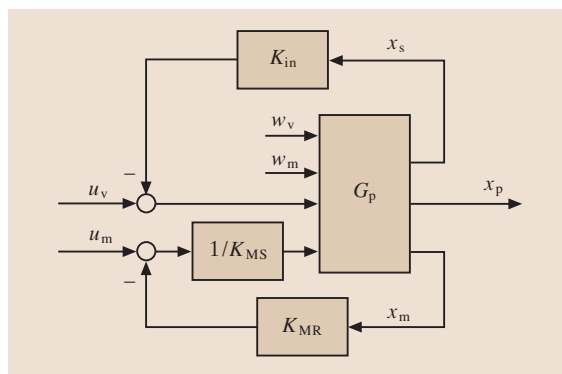 K_in
x_s
w_v
w_m
G_p
x_p
−
u_v
u_m
1/K_MS
−
K_MR
x_m